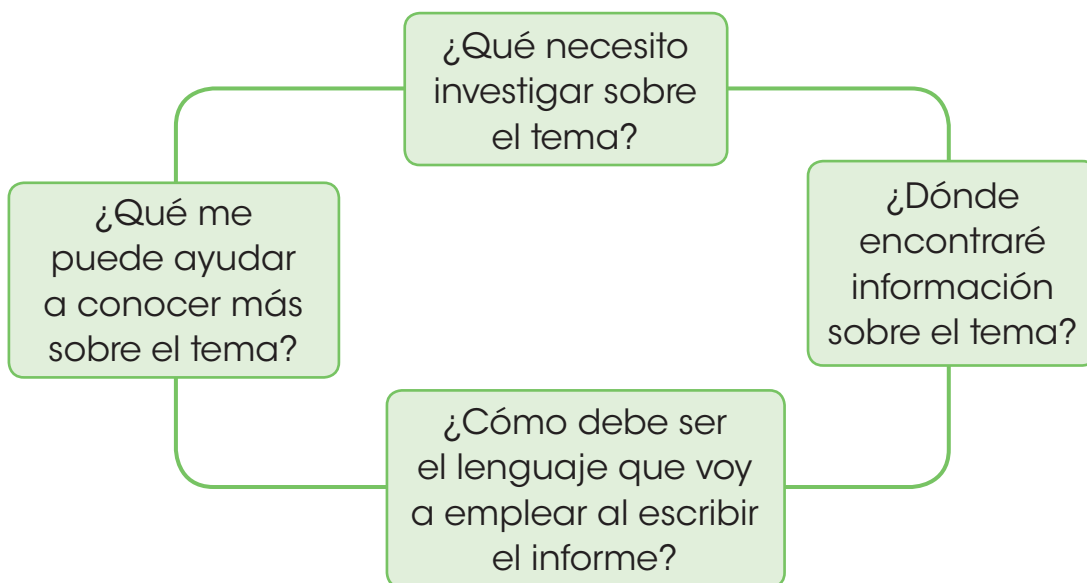 ¿Qué necesito
investigar sobre
el tema?
¿Dónde
encontraré
información
sobre el tema?
¿Cómo debe ser
el lenguaje que voy
a emplear al escribir
el informe?
¿Qué me
puede ayudar
a conocer más
sobre el tema?